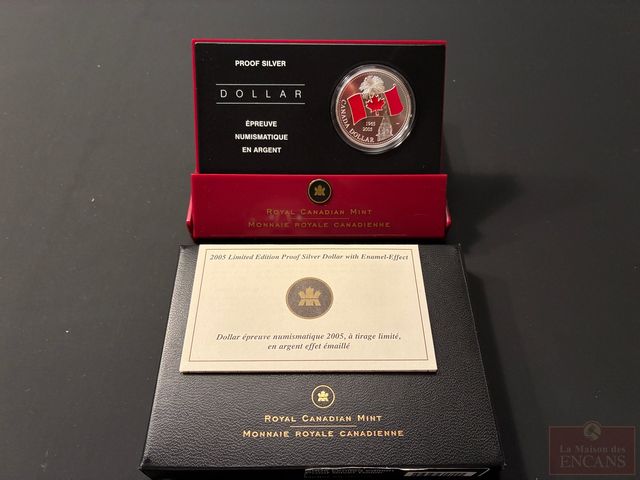 PROOF SILVER
DOLLAR
ÉPREUVE
NUMISMATIQUE
EN ARGENT
CANADA DOLLAR
1965
2005
ROYAL CANADIAN MINT
MONNAIE ROYALE CANADIENNE
2005 Limited Edition Proof Silver Dollar with Enamel-Effect
Dollar épreuve numismatique 2005, à tirage limité,
en argent effet émaillé
ROYAL CANADIAN MINT
MONNAIE ROYALE CANADIENNE
La Maison des
ENCANS